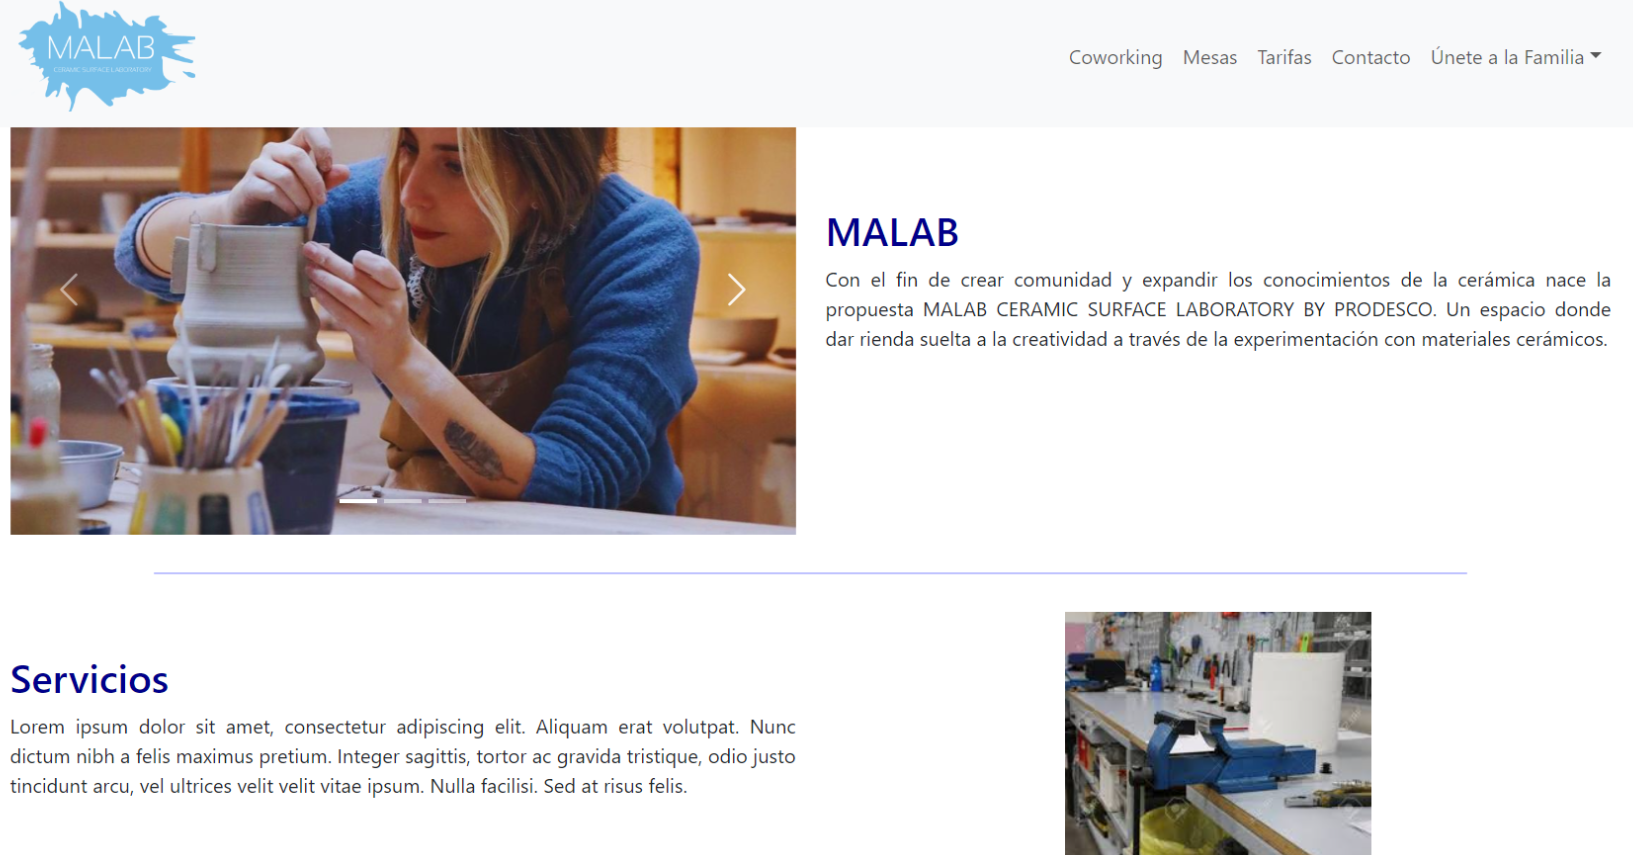 MALAB
CERAMIC SURFACE LABORATORY
Coworking Mesas Tarifas Contacto Únete a la Familia
MALAB
Con el fin de crear comunidad y expandir los conocimientos de la cerámica nace la
propuesta MALAB CERAMIC SURFACE LABORATORY BY PRODESCO. Un espacio donde
dar rienda suelta a la creatividad a través de la experimentación con materiales cerámicos.
Servicios
Lorem ipsum dolor sit amet, consectetur adipiscing elit. Aliquam erat volutpat. Nunc
dictum nibh a felis maximus pretium. Integer sagittis, tortor ac gravida tristique, odio justo
tincidunt arcu, vel ultrices velit velit vitae ipsum. Nulla facilisi. Sed at risus felis.